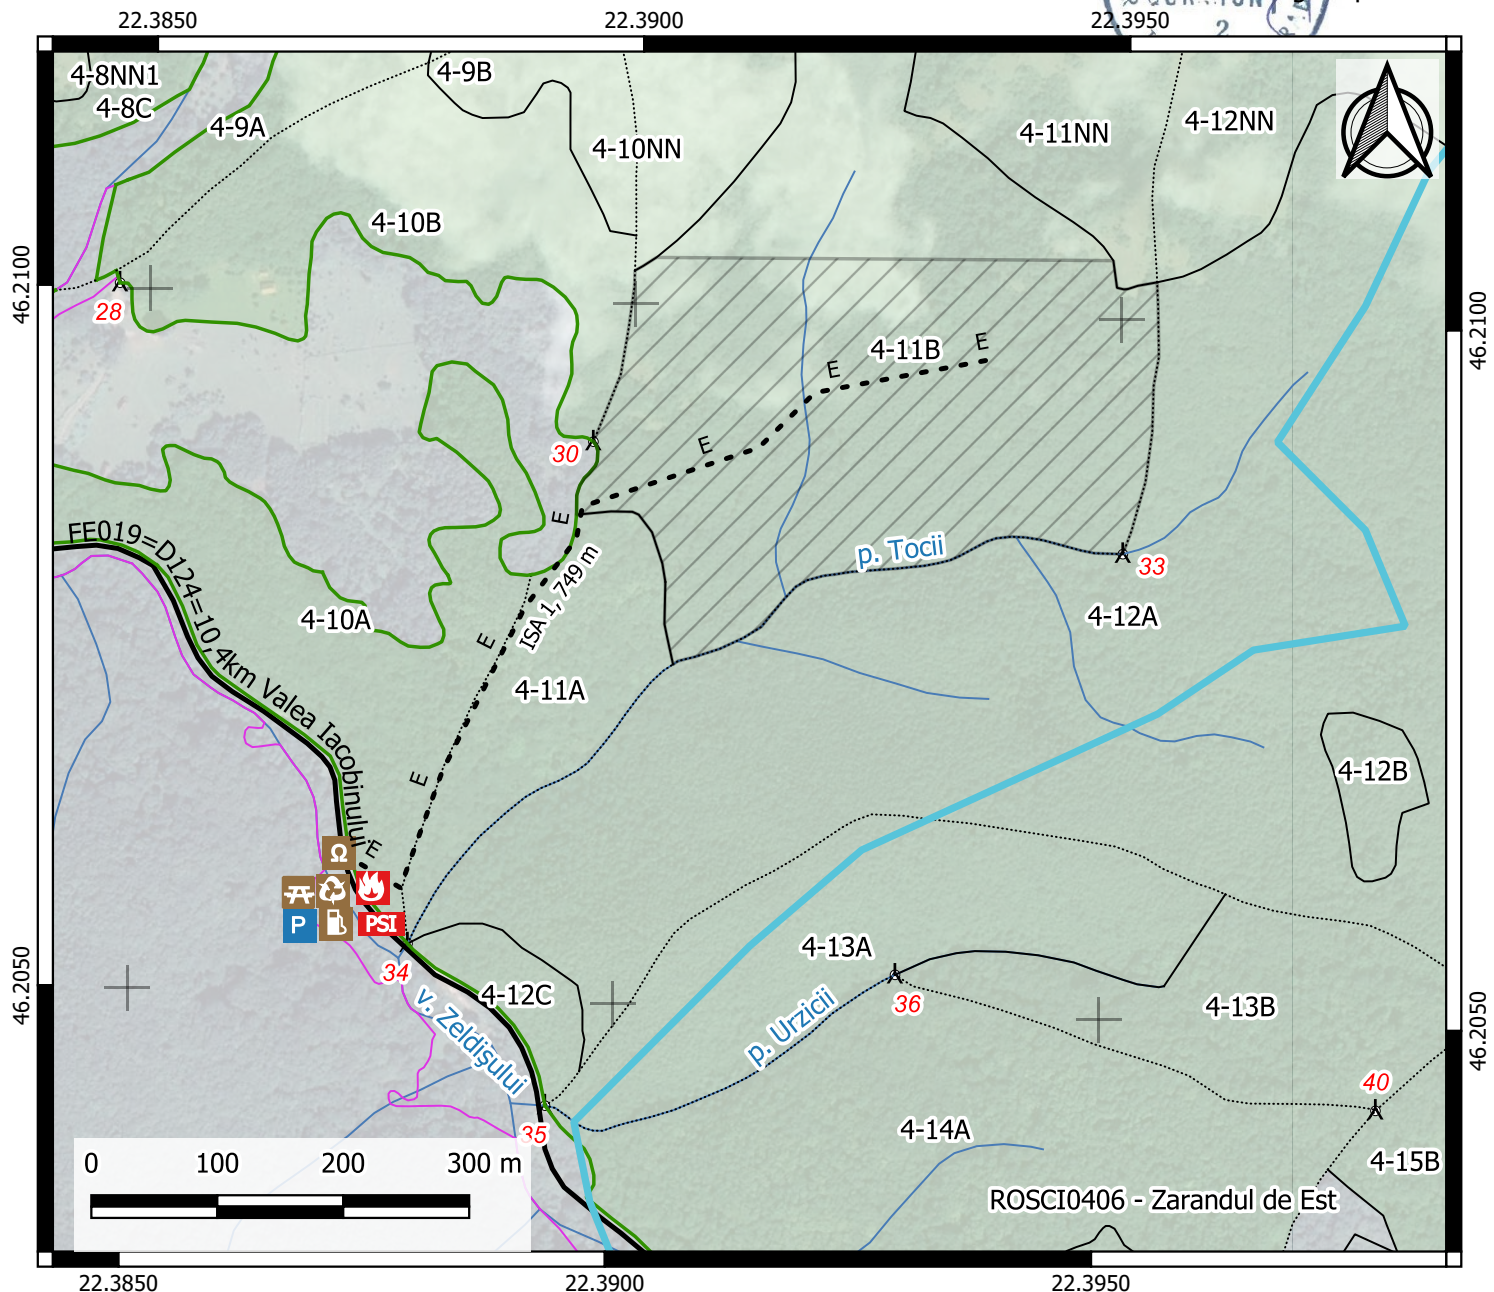 22.3850
22.3900
22.3950
2
4-8NN1
4-8C
4-9A
4-9B
4-10NN
4-11NN
4-12NN
4-10B
46.2100
46.2100
28
30
33
4-11B
E
E
E
E
p. Tocii
ISA 1, 749 m
FE019=D124=10,4km Valea Iacobinului
4-10A
4-12A
E
4-11A
4-12B
E
E
Ω
P
PSI
34
4-13A
46.2050
46.2050
4-12C
36
4-13B
v. Zeldişului
p. Urzicii
40
35
4-14A
4-15B
0 100 200 300 m
ROSCI0406 - Zarandul de Est
22.3850
22.3900
22.3950